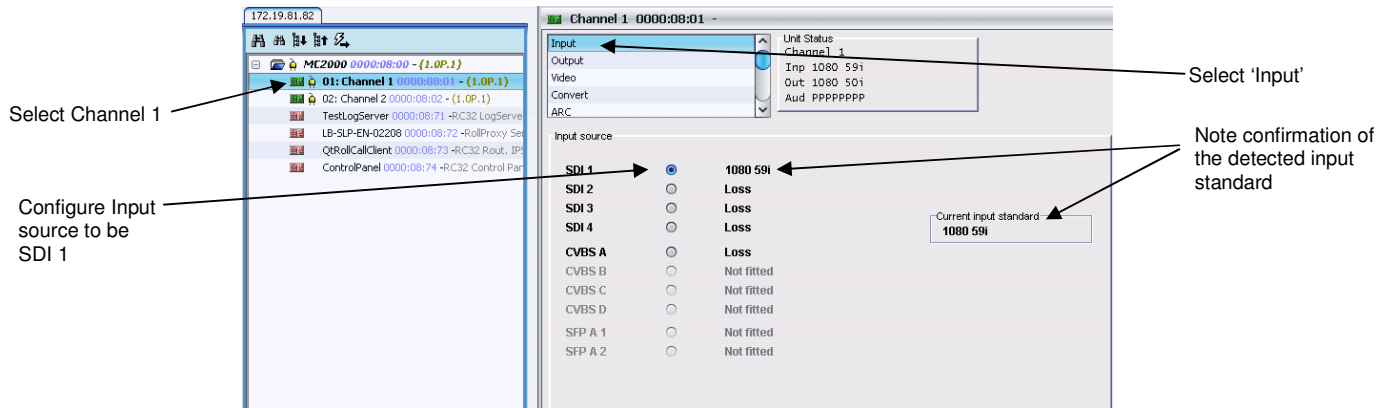 172.19.81.82
MC2000 0000:08:00 - {1.0P.1}
01: Channel 1 0000:08:01 - (1.0P.1)
02: Channel 2 0000:08:02 - (1.0P.1)
TestLogServer 0000:08:71 -RC32 LogServe
LB-SLP-EN-02208 0000:08:72 -RollProxy Se
QtRollCallClient 0000:08:73 -RC32 Rout. IPS
ControlPanel 0000:08:74 -RC32 Control Par
Select Channel 1
Configure Input
source to be
SDI 1
Channel 1 0000:08:01 -
Input
Output
Video
Convert
ARC
Unit Status
Channel 1
Inp 1080 59i
Out 1080 50i
Aud PPPPPPPP
Select ‘Input’
Note confirmation of
the detected input
standard
Input source
SDI 1 1080 59i
SDI 2 Loss
SDI 3 Loss
SDI 4 Loss
CVBS A Loss
CVBS B Not fitted
CVBS C Not fitted
CVBS D Not fitted
SFP A 1 Not fitted
SFP A 2 Not fitted
Current input standard
1080 59i